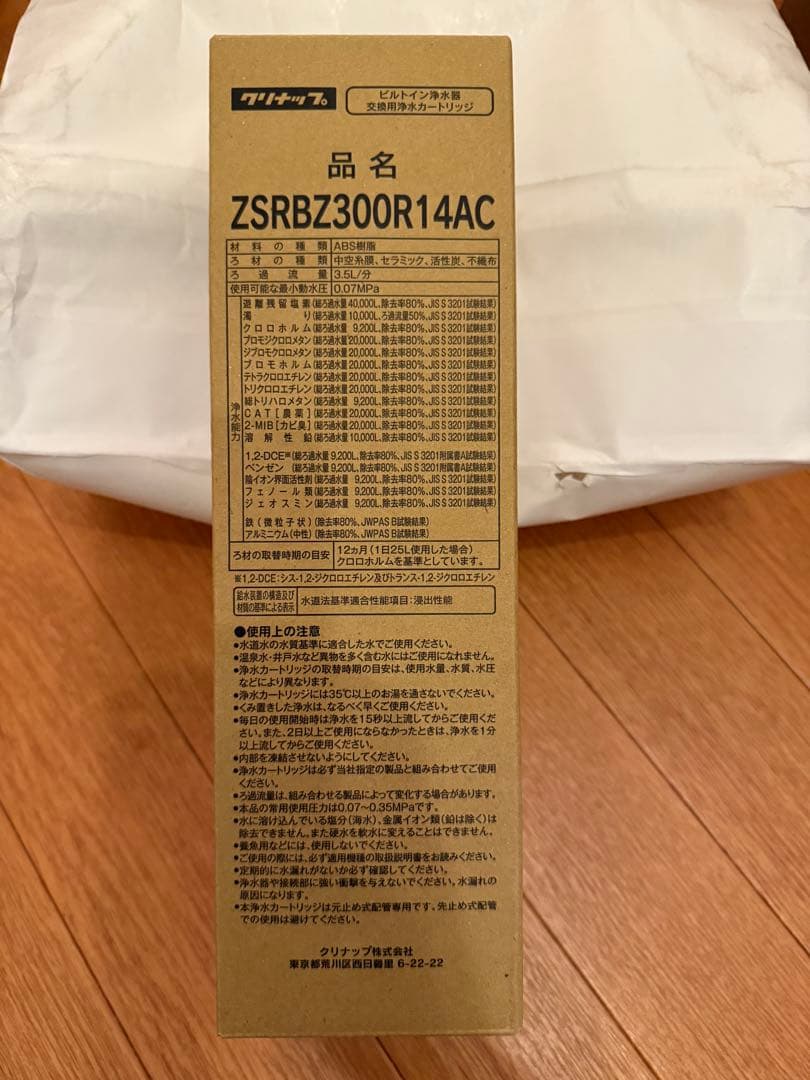 クリナップ
ビルトイン浄水器
交換用浄水カートリッジ
品名
ZSRBZ300R14AC
材料の種類 ABS樹脂
ろ材の種類 中空糸膜、セラミック、活性炭、不織布
ろ過流量 3.5L/分
使用可能な最小動水圧 0.07MPa
浄水能力
遊離残留塩素(総ろ過水量40,000L、除去率80%、JIS S 3201試験結果)
濁り(総ろ過水量10,000L、ろ過流量50%、JIS S 3201試験結果)
クロロホルム(総ろ過水量 9,200L、除去率80%、JIS S 3201試験結果)
ブロモジクロロメタン(総ろ過水量20,000L、除去率80%、JIS S 3201試験結果)
ジブロモクロロメタン(総ろ過水量20,000L、除去率80%、JIS S 3201試験結果)
ブロモホルム(総ろ過水量20,000L、除去率80%、JIS S 3201試験結果)
テトラクロロエチレン(総ろ過水量20,000L、除去率80%、JIS S 3201試験結果)
トリクロロエチレン(総ろ過水量20,000L、除去率80%、JIS S 3201試験結果)
総トリハロメタン(総ろ過水量 9,200L、除去率80%、JIS S 3201試験結果)
CAT[農薬](総ろ過水量20,000L、除去率80%、JIS S 3201試験結果)
2-MIB[カビ臭](総ろ過水量20,000L、除去率80%、JIS S 3201試験結果)
溶解性鉛(総ろ過水量10,000L、除去率80%、JIS S 3201試験結果)
1,2-DCE※(総ろ過水量 9,200L、除去率80%、JIS S 3201附属書A試験結果)
ベンゼン(総ろ過水量 9,200L、除去率80%、JIS S 3201附属書A試験結果)
陰イオン界面活性剤(総ろ過水量 9,200L、除去率80%、JIS S 3201試験結果)
フェノール類(総ろ過水量 9,200L、除去率80%、JIS S 3201試験結果)
ジェオスミン(総ろ過水量 9,200L、除去率80%、JIS S 3201試験結果)
鉄(微粒子状)(除去率80%、JWPAS B試験結果)
アルミニウム(中性)(除去率80%、JWPAS B試験結果)
ろ材の取替時期の目安 12ヵ月(1日25L使用した場合)
クロロホルムを基準としています。
※1,2-DCE:シス-1,2-ジクロロエチレン及びトランス-1,2-ジクロロエチレン
給水装置の構造及び
材質の基準による表示
水道法基準適合性能項目:浸出性能
●使用上の注意
●水道水の水質基準に適合した水でご使用ください。
●温泉水・井戸水など異物を多く含む水にはご使用になれません。
●浄水カートリッジの取替時期の目安は、使用水量、水質、水圧
などにより異なります。
●浄水カートリッジには35℃以上のお湯を通さないでください。
●くみ置きした浄水は、なるべく早くご使用ください。
●毎日の使用開始時は浄水を15秒以上流してからご使用くだ
さい。また、2日以上ご使用にならなかったときは、浄水を1分
以上流してからご使用ください。
●内部を凍結させないようにしてください。
●浄水カートリッジは必ず当社指定の製品と組み合わせてご使用
ください。
●ろ過流量は、組み合わせる製品によって変化する場合があります。
●本品の常用使用圧力は0.07~0.35MPaです。
●水に溶け込んでいる塩分(海水)、金属イオン類(鉛は除く)は
除去できません。また硬水を軟水に変えることはできません。
●養魚用などには、使用しないでください。
●ご使用の際には、必ず適用機種の取扱説明書をお読みください。
●定期的に水漏れがないか必ず確認してください。
●浄水器や接続部に強い衝撃を与えないでください。水漏れの
原因になります。
●本浄水カートリッジは元止め式配管専用です。先止め式配管
での使用は避けてください。
クリナップ株式会社
東京都荒川区西日暮里 6-22-22